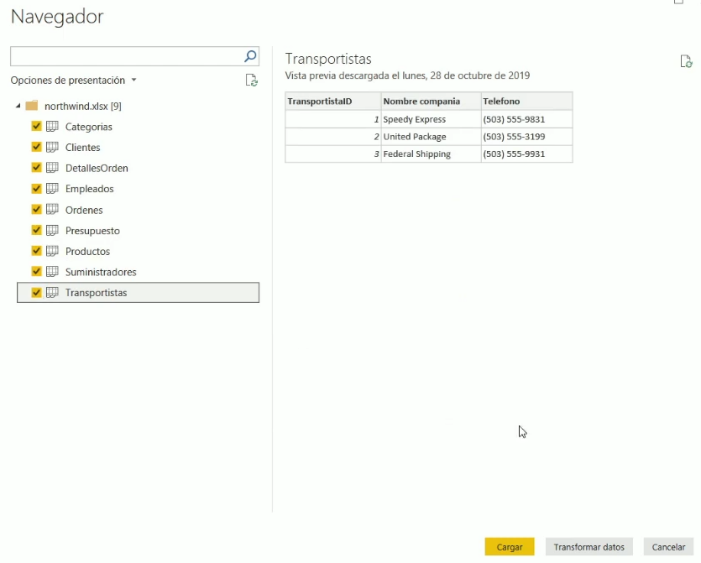 Navegador
Opciones de presentación
northwind.xlsx [9]
Categorias
Clientes
DetallesOrden
Empleados
Ordenes
Presupuesto
Productos
Suministradores
Transportistas
Transportistas
Vista previa descargada el lunes, 28 de octubre de 2019
TransportistaID Nombre compania Telefono
1 Speedy Express (503) 555-9831
2 United Package (503) 555-3199
3 Federal Shipping (503) 555-9931
Cargar Transformar datos Cancelar